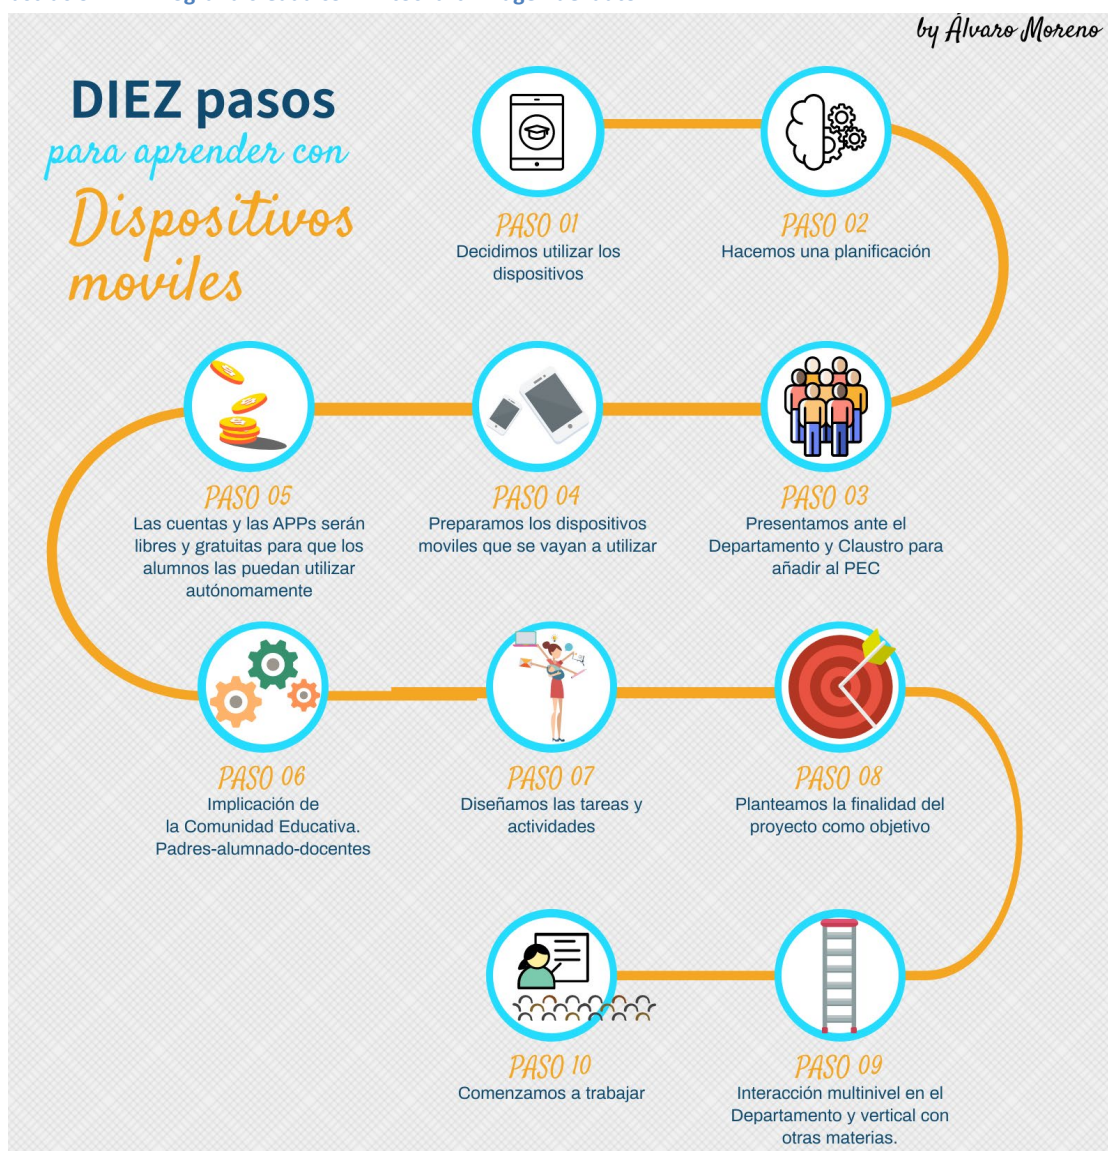 by Álvaro Moreno
DIEZ pasos
para aprender con
Dispositivos
moviles
PASO 01
Decidimos utilizar los
dispositivos
PASO 02
Hacemos una planificación
PASO 03
Presentamos ante el
Departamento y Claustro para
añadir al PEC
PASO 04
Preparamos los dispositivos
moviles que se vayan a utilizar
PASO 05
Las cuentas y las APPs serán
libres y gratuitas para que los
alumnos las puedan utilizar
autónomamente
PASO 06
Implicación de
la Comunidad Educativa.
Padres-alumnado-docentes
PASO 07
Diseñamos las tareas y
actividades
PASO 08
Planteamos la finalidad del
proyecto como objetivo
PASO 09
Interacción multinivel en el
Departamento y vertical con
otras materias.
PASO 10
Comenzamos a trabajar